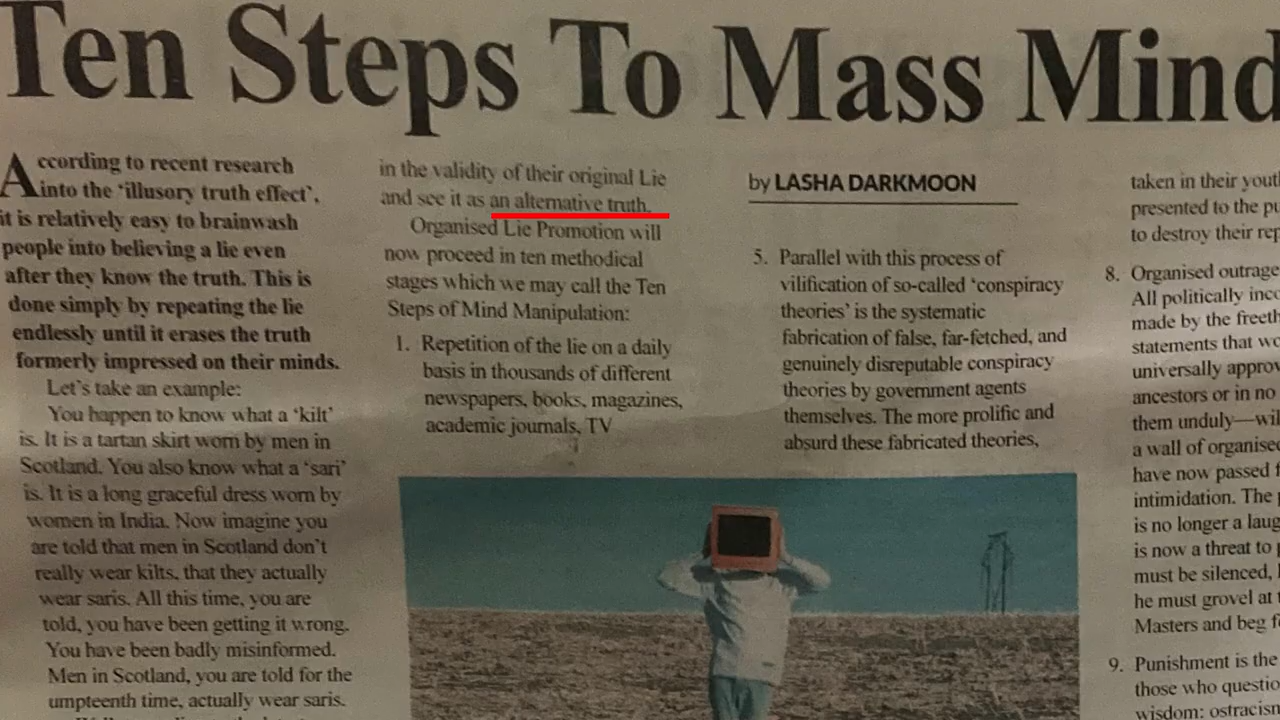 Ten Steps To Mass Mind
According to recent research
into the ‘illusory truth effect’,
it is relatively easy to brainwash
people into believing a lie even
after they know the truth. This is
done simply by repeating the lie
endlessly until it erases the truth
formerly impressed on their minds.
Let’s take an example:
You happen to know what a ‘kilt’
is. It is a tartan skirt worn by men in
Scotland. You also know what a ‘sari’
is. It is a long graceful dress worn by
women in India. Now imagine you
are told that men in Scotland don’t
really wear kilts, that they actually
wear saris. All this time, you are
told, you have been getting it wrong.
You have been badly misinformed.
Men in Scotland, you are told for the
umpteenth time, actually wear saris.
in the validity of their original Lie
and see it as an alternative truth.
Organised Lie Promotion will
now proceed in ten methodical
stages which we may call the Ten
Steps of Mind Manipulation:
1. Repetition of the lie on a daily
basis in thousands of different
newspapers, books, magazines,
academic journals, TV
by LASHA DARKMOON
5. Parallel with this process of
vilification of so-called ‘conspiracy
theories’ is the systematic
fabrication of false, far-fetched, and
genuinely disreputable conspiracy
theories by government agents
themselves. The more prolific and
absurd these fabricated theories,
taken in their yout
presented to the pu
to destroy their rep
8. Organised outrage
All politically inco
made by the freeth
statements that wo
universally approv
ancestors or in no
them unduly—wil
a wall of organise
have now passed f
intimidation. The
is no longer a laug
is now a threat to
must be silenced,
he must grovel at
Masters and beg fo
9. Punishment is the
those who questio
wisdom: ostracism